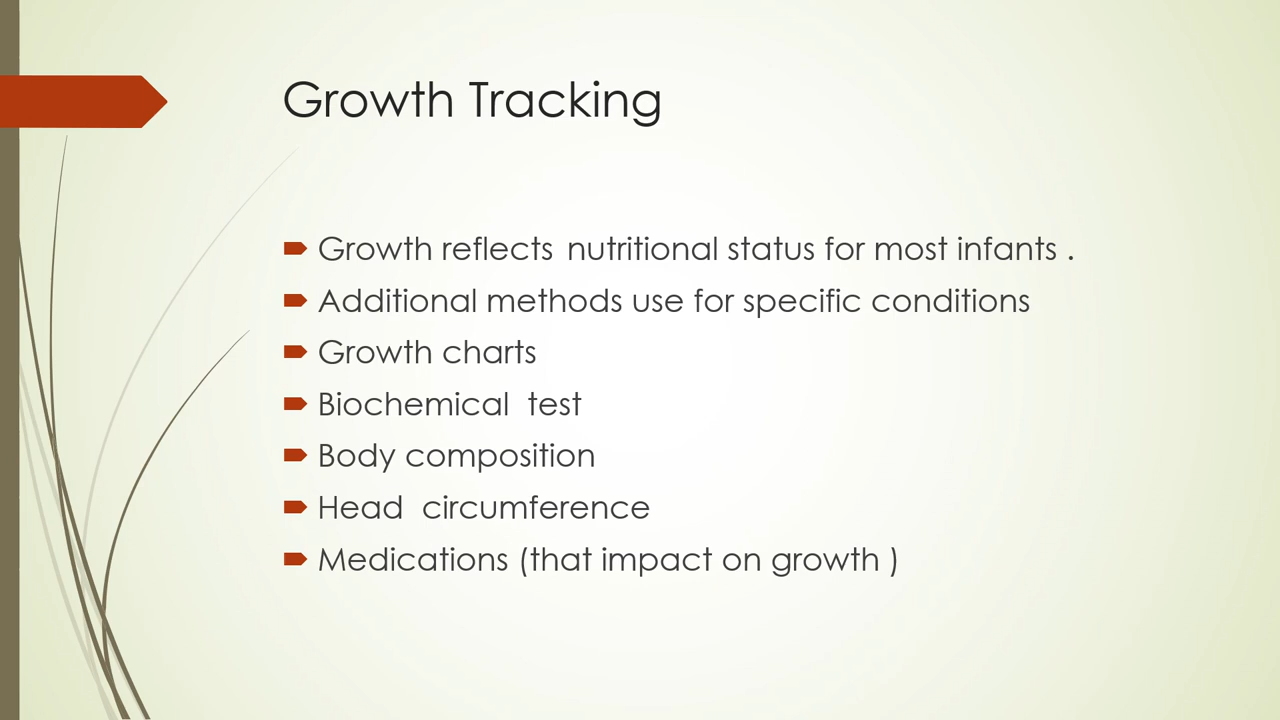 Growth Tracking
Growth reflects nutritional status for most infants .
Additional methods use for specific conditions
Growth charts
Biochemical test
Body composition
Head circumference
Medications (that impact on growth )